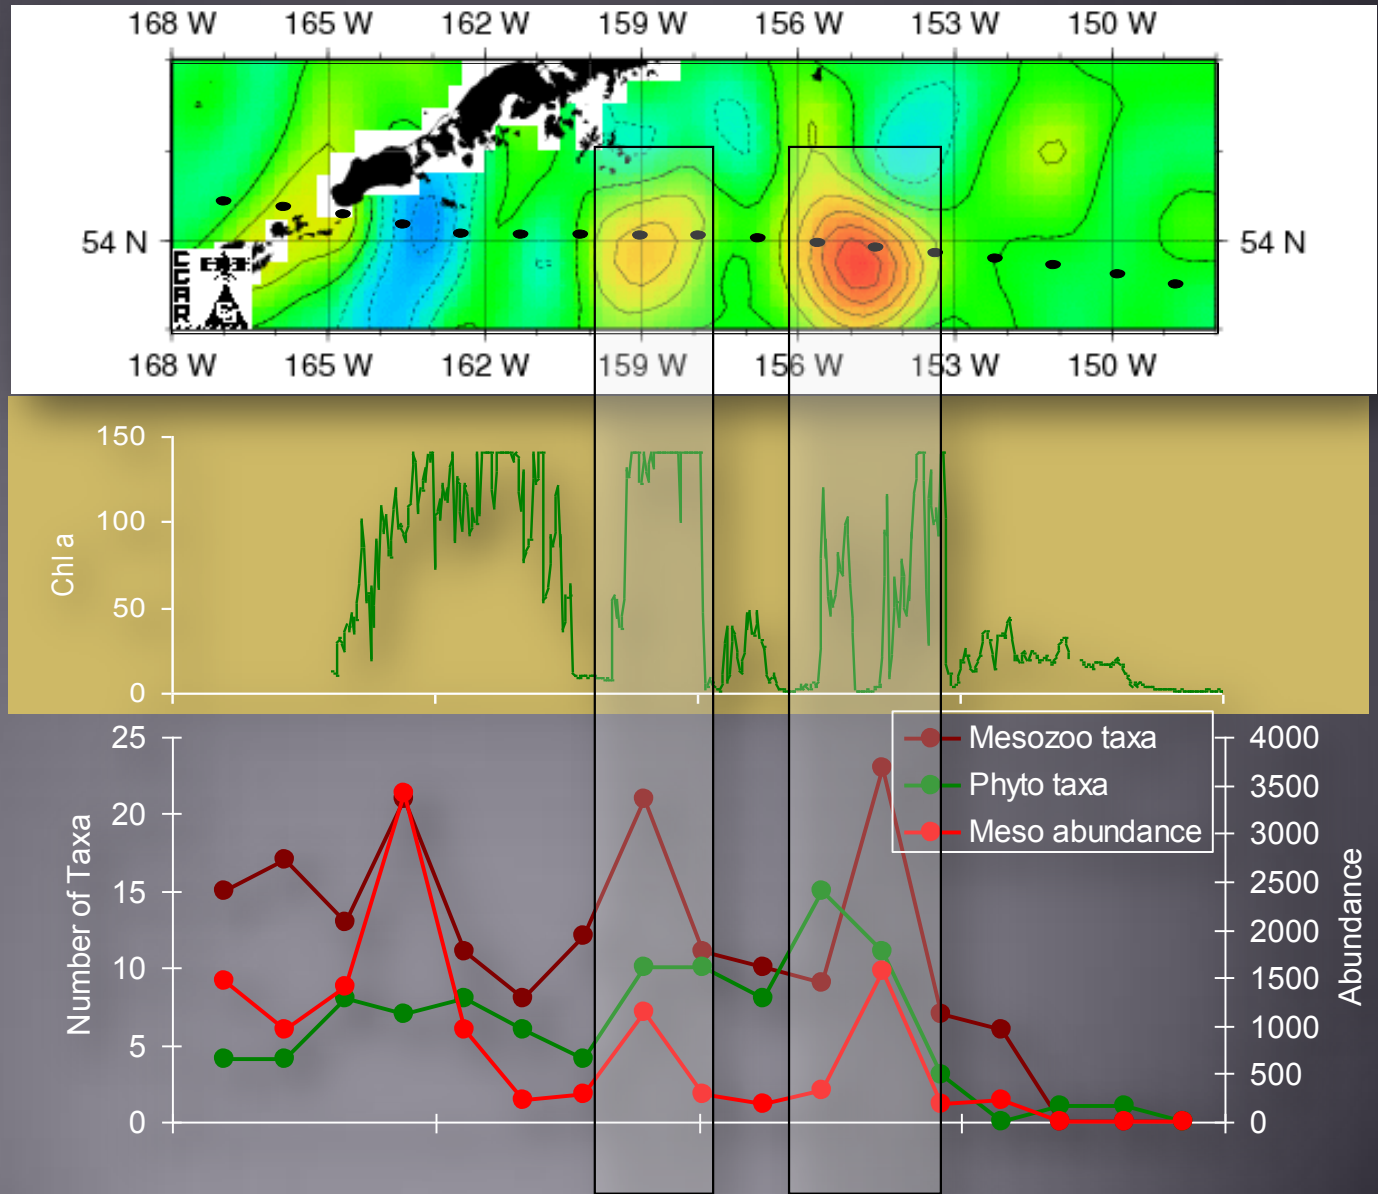 168 W 165 W 162 W 159 W 156 W 153 W 150 W
54 N 54 N
CCAR
168 W 165 W 162 W 159 W 156 W 153 W 150 W
150
100
50
0
Chl a
25
20
15
10
5
0
Number of Taxa
Mesozoo taxa
Phyto taxa
Meso abundance
4000
3500
3000
2500
2000
1500
1000
500
0
Abundance